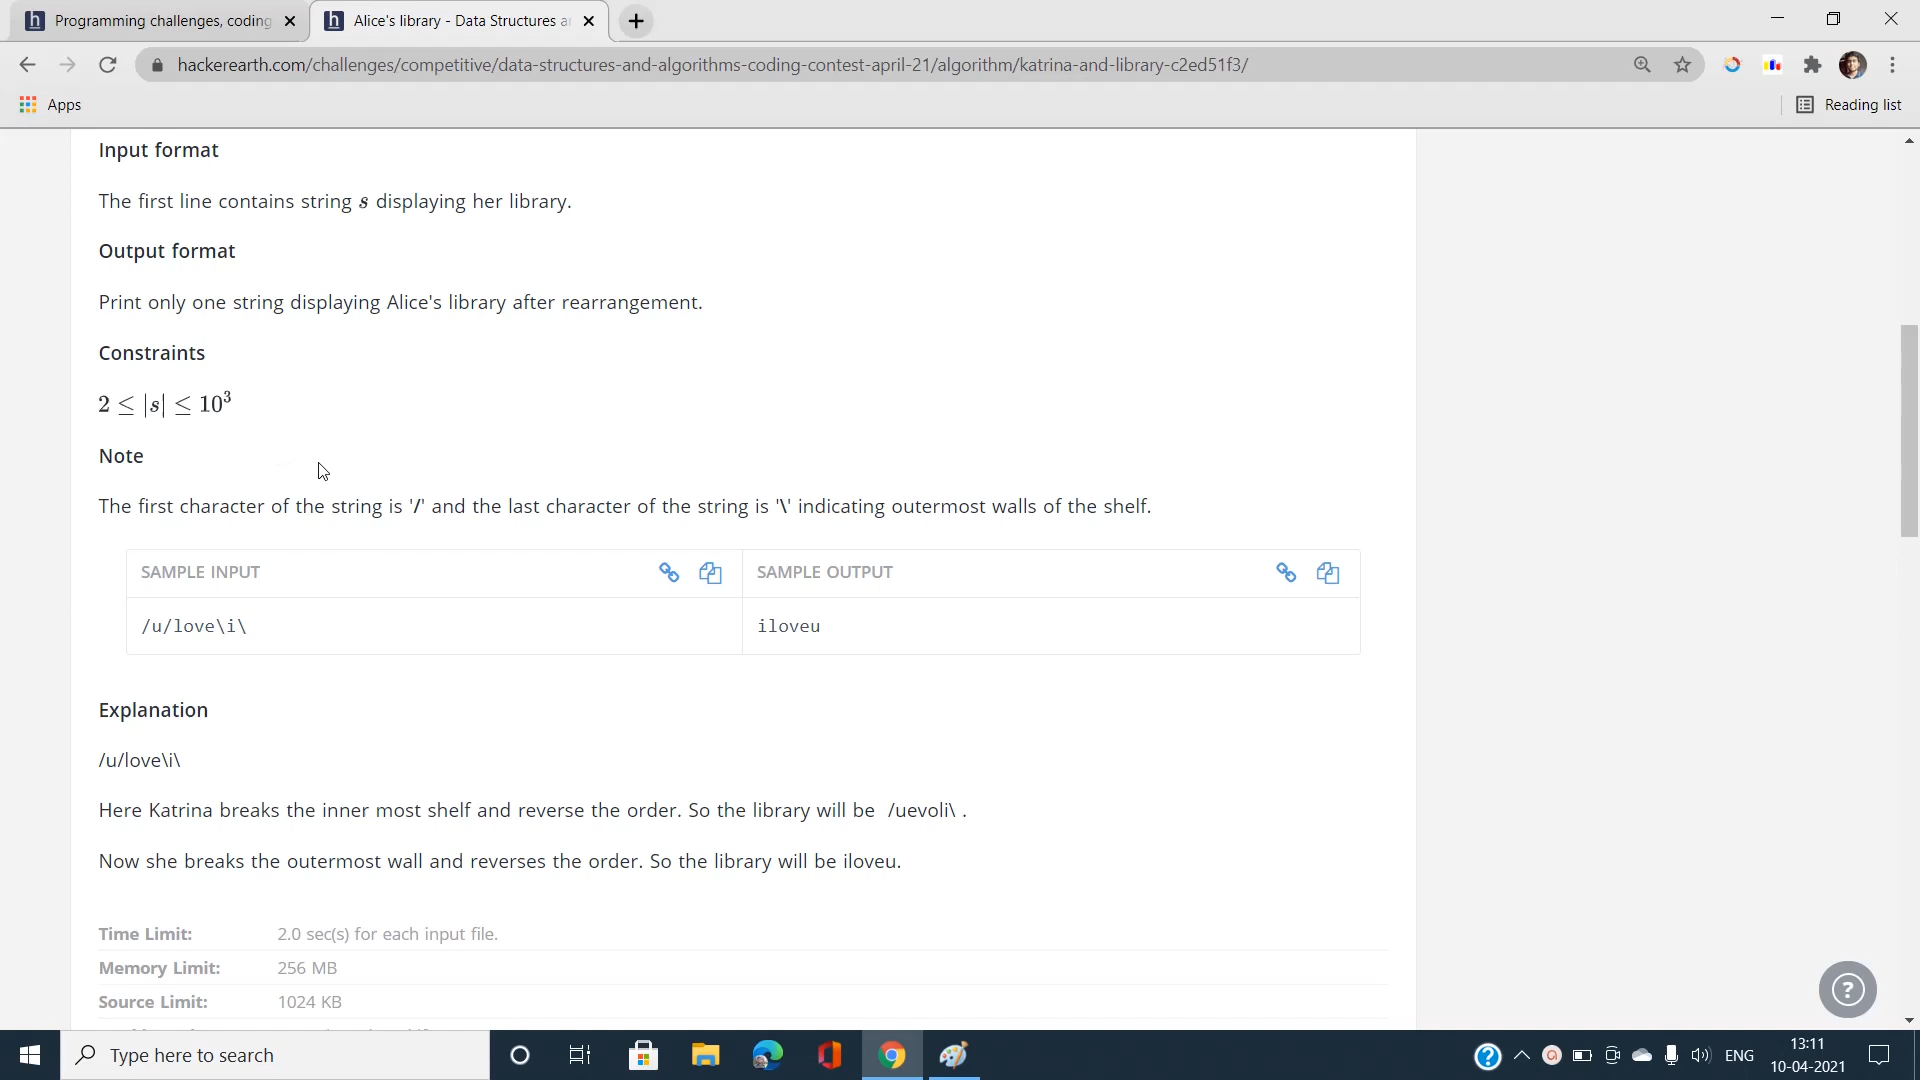 Programming challenges, coding
Alice's library - Data Structures a
hackerearth.com/challenges/competitive/data-structures-and-algorithms-coding-contest-april-21/algorithm/katrina-and-library-c2ed51f3/
Apps
Reading list
Input format
The first line contains string s displaying her library.
Output format
Print only one string displaying Alice's library after rearrangement.
Constraints
2 ≤ |s| ≤ 10³
Note
The first character of the string is '/' and the last character of the string is '\' indicating outermost walls of the shelf.
SAMPLE INPUT
SAMPLE OUTPUT
/u/love\i\
iloveu
Explanation
/u/love\i\
Here Katrina breaks the inner most shelf and reverse the order. So the library will be /uevoli\ .
Now she breaks the outermost wall and reverses the order. So the library will be iloveu.
Time Limit: 2.0 sec(s) for each input file.
Memory Limit: 256 MB
Source Limit: 1024 KB
Type here to search
ENG
13:11
10-04-2021